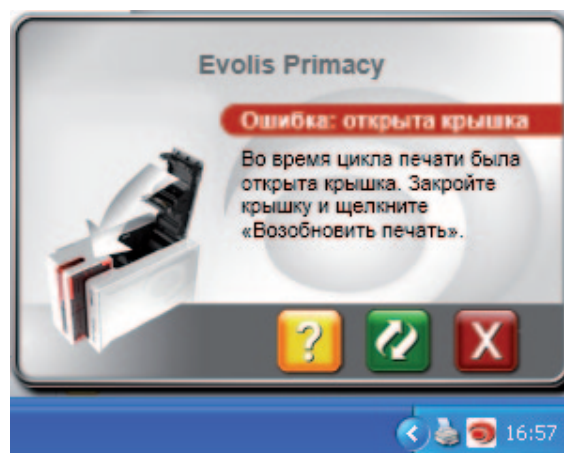 Evolis Primacy
Ошибка: открыта крышка
Во время цикла печати была
открыта крышка. Закройте
крышку и щелкните
«Возобновить печать».
?
X
16:57